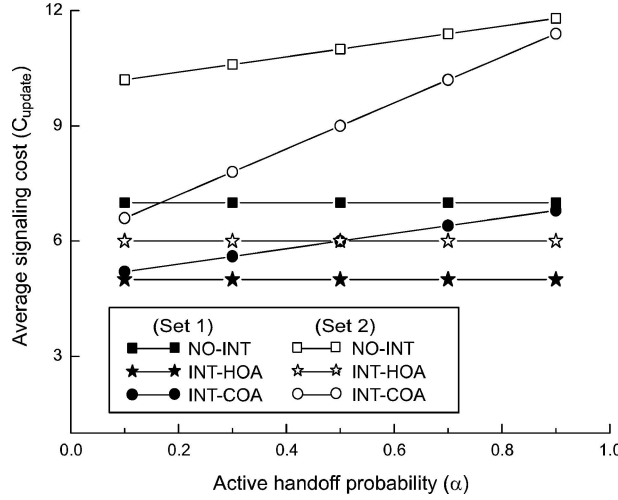 12
9
6
3
Average signaling cost (C_update)
(Set 1) (Set 2)
NO-INT NO-INT
INT-HOA INT-HOA
INT-COA INT-COA
0.0 0.2 0.4 0.6 0.8 1.0
Active handoff probability (α)